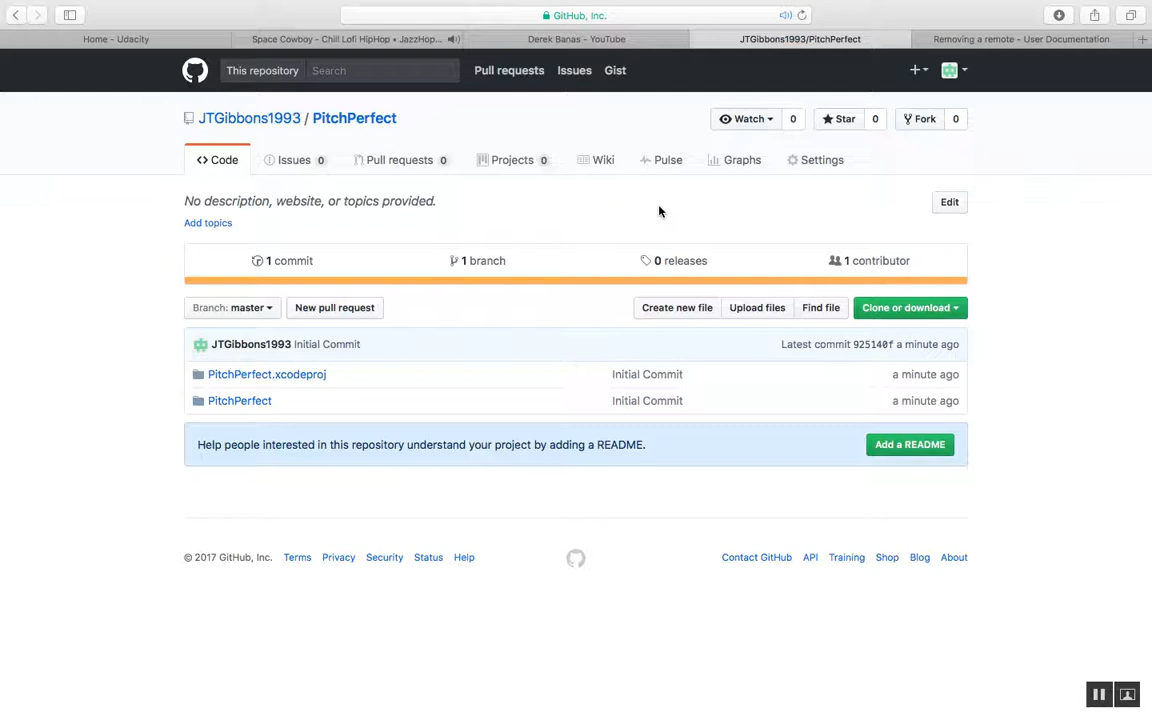 GitHub, Inc.
Home - Udacity
Space Cowboy - Chill Lofi HipHop • JazzHop...
Derek Banas - YouTube
JTGibbons1993/PitchPerfect
Removing a remote - User Documentation
This repository
Search
Pull requests
Issues
Gist
JTGibbons1993 / PitchPerfect
Watch 0
Star 0
Fork 0
Code
Issues 0
Pull requests 0
Projects 0
Wiki
Pulse
Graphs
Settings
No description, website, or topics provided.
Edit
Add topics
1 commit
1 branch
0 releases
1 contributor
Branch: master
New pull request
Create new file
Upload files
Find file
Clone or download
JTGibbons1993 Initial Commit
Latest commit 925140f a minute ago
PitchPerfect.xcodeproj
Initial Commit
a minute ago
PitchPerfect
Initial Commit
a minute ago
Help people interested in this repository understand your project by adding a README.
Add a README
© 2017 GitHub, Inc.
Terms
Privacy
Security
Status
Help
Contact GitHub
API
Training
Shop
Blog
About